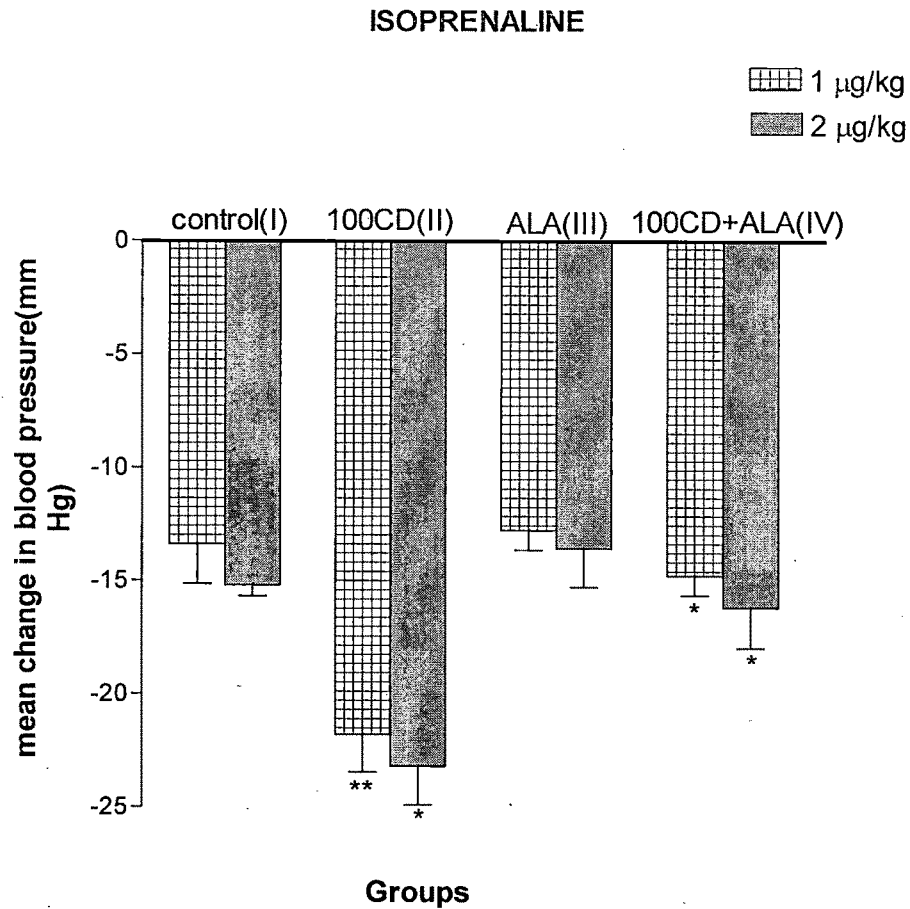 ISOPRENALINE
1 μg/kg
2 μg/kg
control(I) 100CD(II) ALA(III) 100CD+ALA(IV)
0
-5
-10
-15
-20
-25
mean change in blood pressure(mm
Hg)
** * * *
Groups